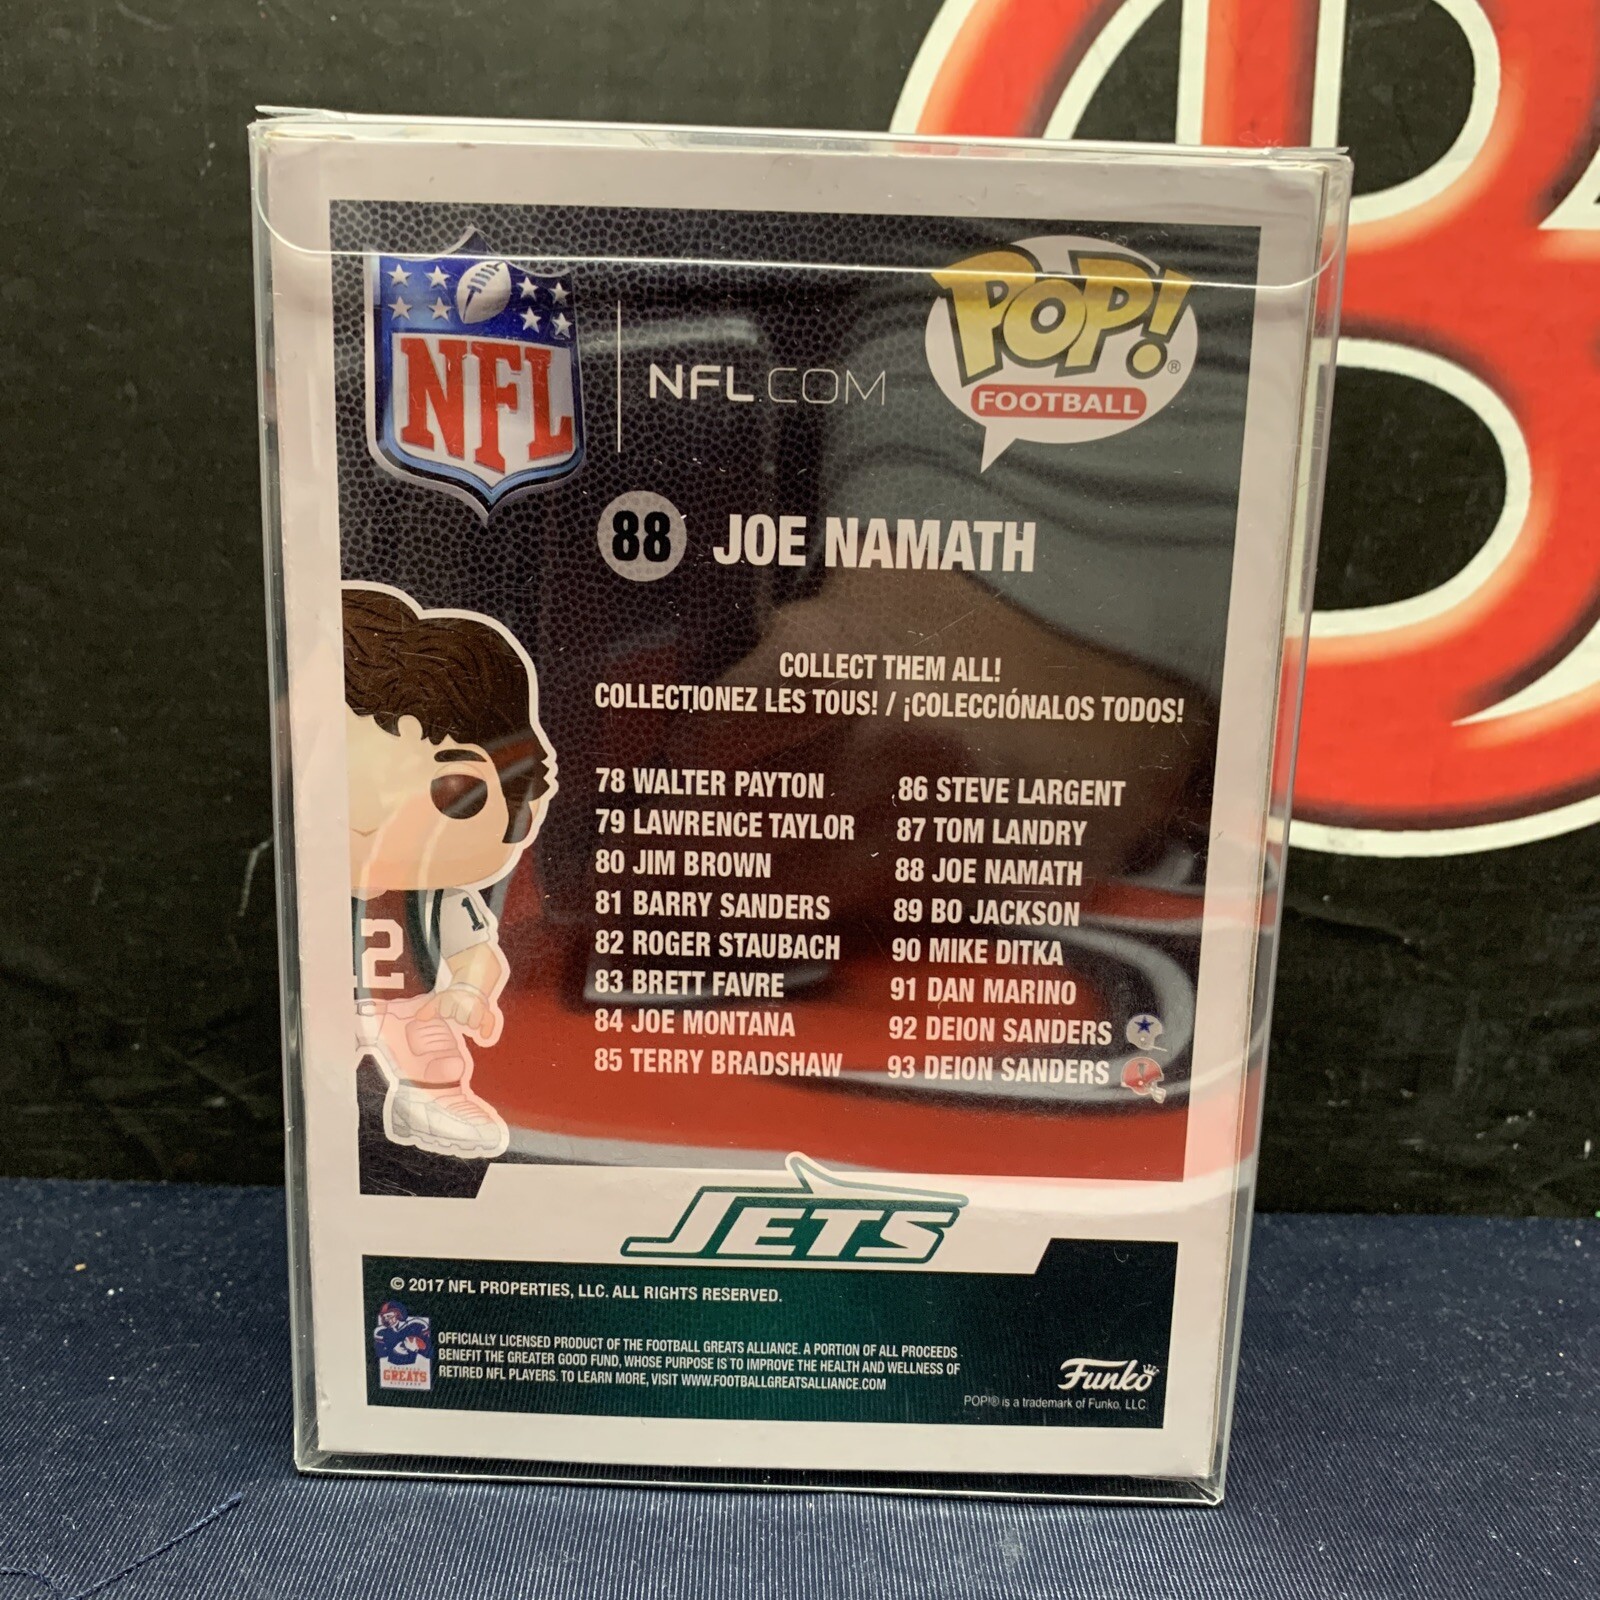 NFL
NFL.COM
POP!®
FOOTBALL
88 JOE NAMATH
COLLECT THEM ALL!
COLLECTIONEZ LES TOUS! / ¡COLECCIÓNALOS TODOS!
78 WALTER PAYTON
79 LAWRENCE TAYLOR
80 JIM BROWN
81 BARRY SANDERS
82 ROGER STAUBACH
83 BRETT FAVRE
84 JOE MONTANA
85 TERRY BRADSHAW
86 STEVE LARGENT
87 TOM LANDRY
88 JOE NAMATH
89 BO JACKSON
90 MIKE DITKA
91 DAN MARINO
92 DEION SANDERS
93 DEION SANDERS
1
12
JETS
© 2017 NFL PROPERTIES, LLC. ALL RIGHTS RESERVED.
OFFICIALLY LICENSED PRODUCT OF THE FOOTBALL GREATS ALLIANCE. A PORTION OF ALL PROCEEDS
BENEFIT THE GREATER GOOD FUND, WHOSE PURPOSE IS TO IMPROVE THE HEALTH AND WELLNESS OF
RETIRED NFL PLAYERS. TO LEARN MORE, VISIT WWW.FOOTBALLGREATSALLIANCE.COM
GREATS
Funko
POP!® is a trademark of Funko, LLC